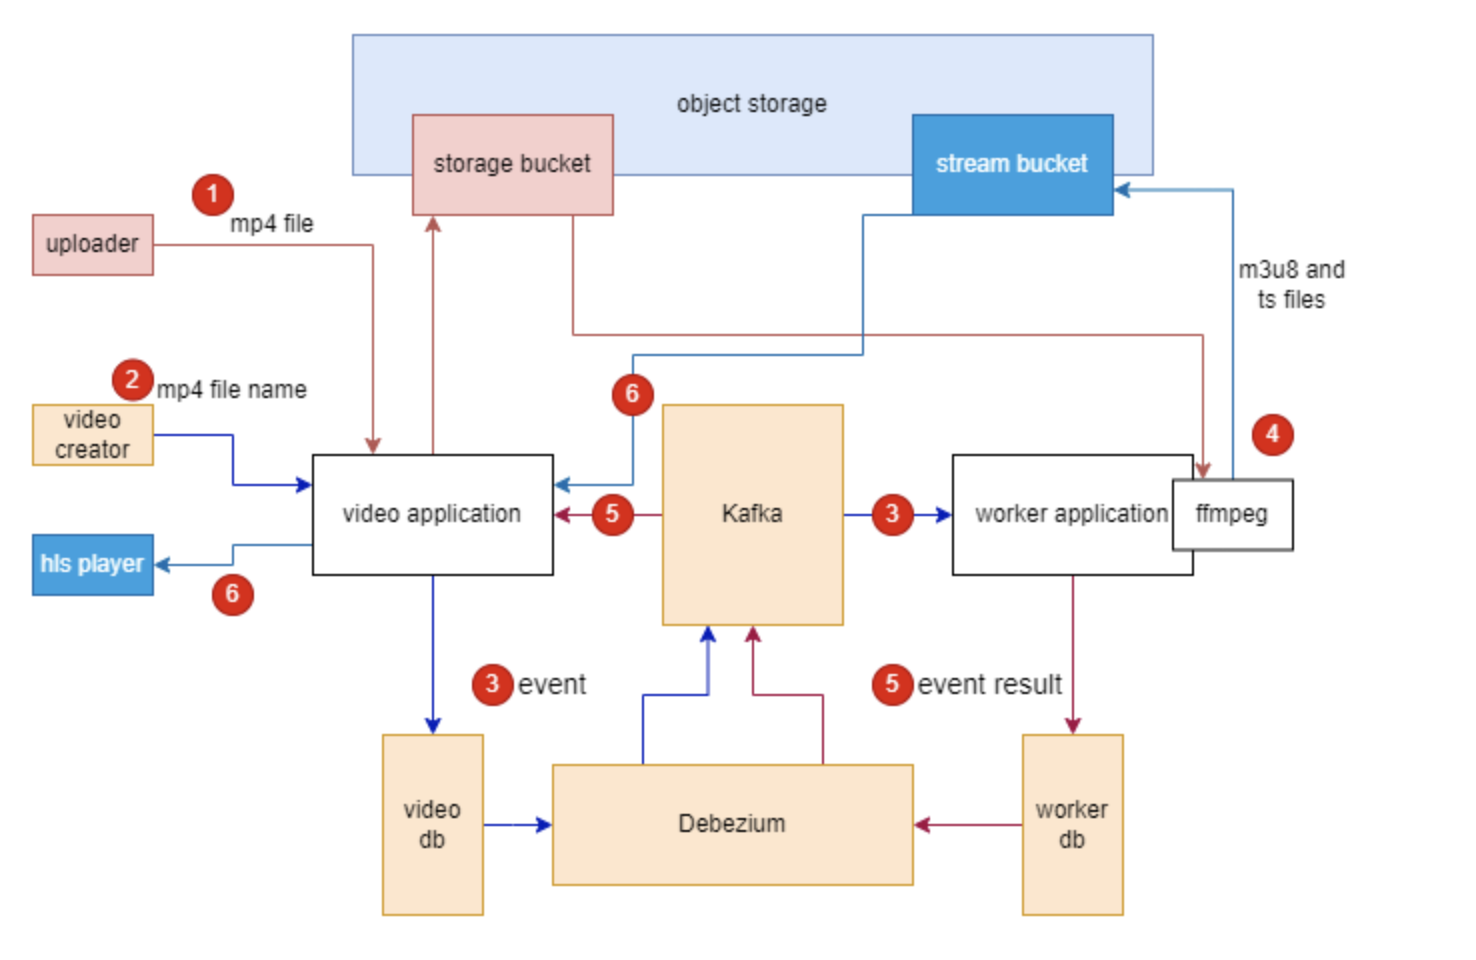 object storage
storage bucket
stream bucket
1
mp4 file
uploader
m3u8 and
ts files
2
mp4 file name
video
creator
6
4
video application
5
Kafka
3
worker application
ffmpeg
hls player
6
3
event
5
event result
video
db
Debezium
worker
db